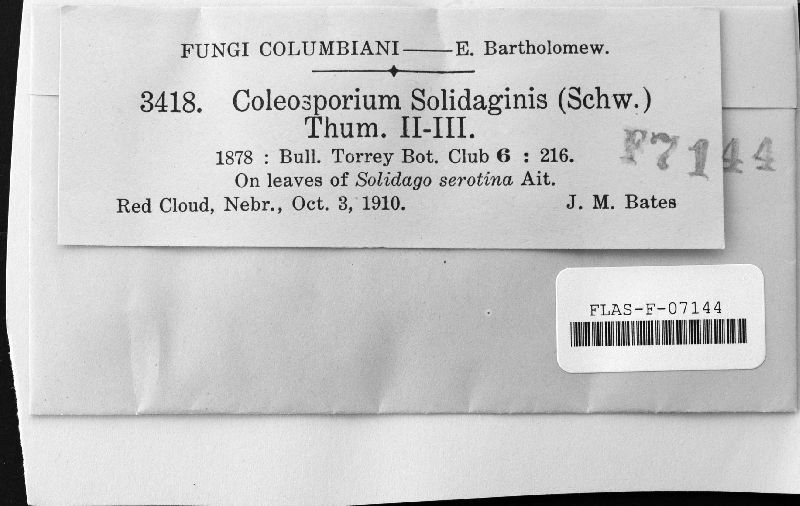 FUNGI COLUMBIANI——E. Bartholomew.
3418. Coleosporium Solidaginis (Schw.)
Thum. II-III.
1878 : Bull. Torrey Bot. Club 6 : 216.
On leaves of Solidago serotina Ait.
Red Cloud, Nebr., Oct. 3, 1910. J. M. Bates
F7144
FLAS-F-07144